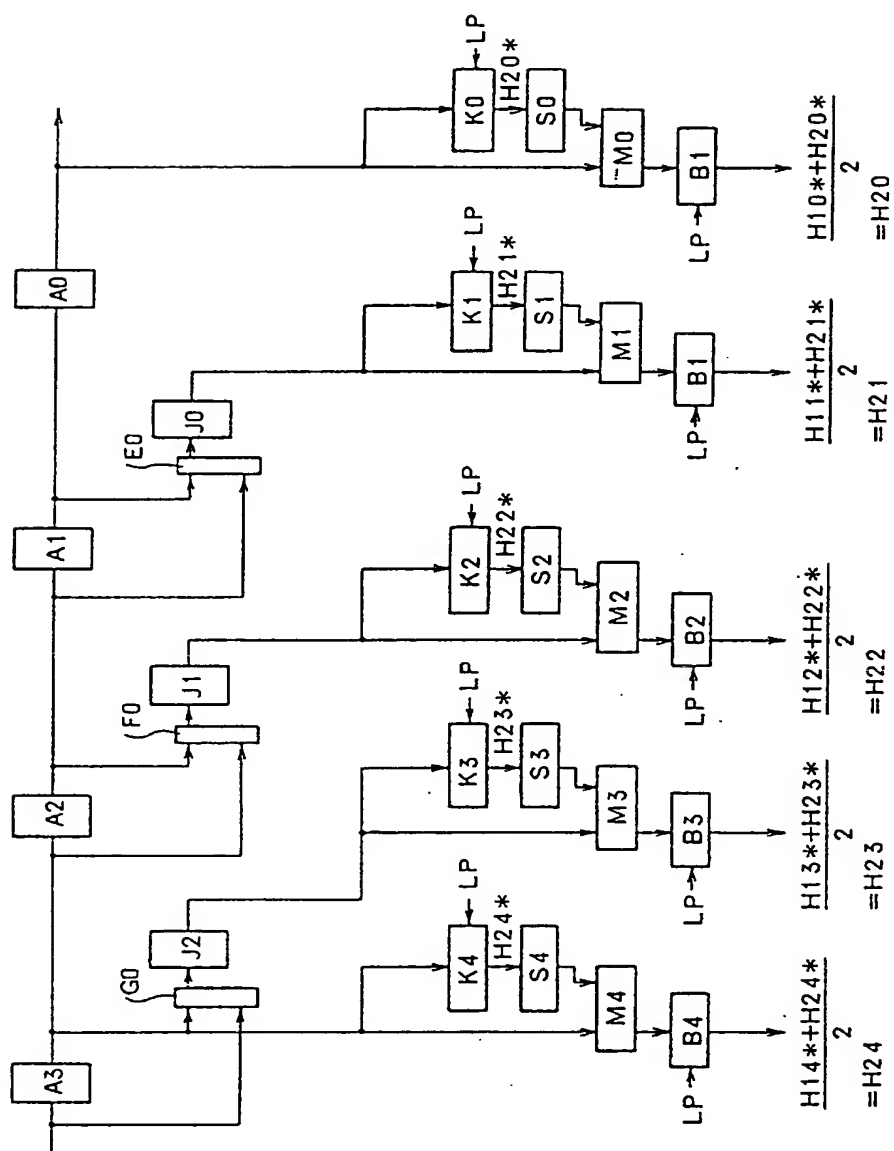 A3
A2
A1
A0
G0
F0
E0
J2
J1
J0
K4
LP
K3
LP
K2
LP
K1
LP
K0
LP
H24*
H23*
H22*
H21*
H20*
S4
S3
S2
S1
S0
M4
M3
M2
M1
M0
LP
B4
LP
B3
LP
B2
LP
B1
LP
B1
H14*+H24*
2
=H24
H13*+H23*
2
=H23
H12*+H22*
2
=H22
H11*+H21*
2
=H21
H10*+H20*
2
=H20